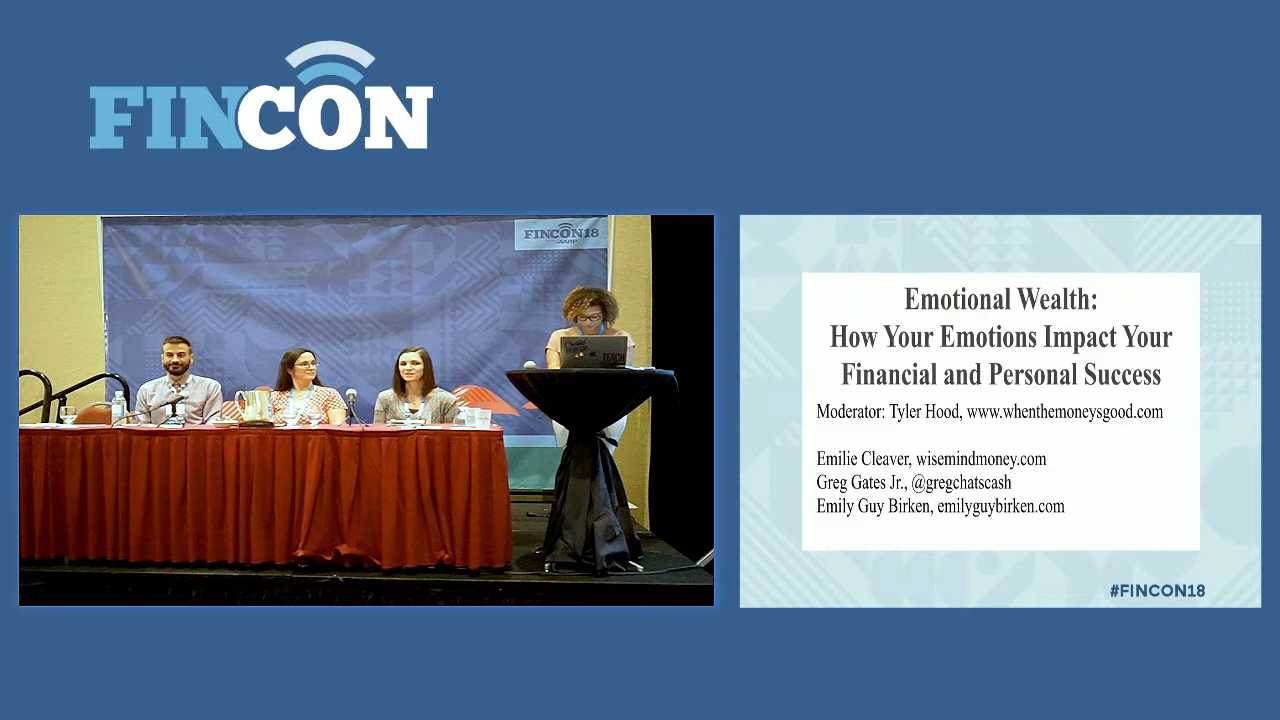 FINCON
FINCON18
Emotional Wealth:
How Your Emotions Impact Your
Financial and Personal Success
Moderator: Tyler Hood, www.whenthemoneysgood.com
Emilie Cleaver, wisemindmoney.com
Greg Gates Jr., @gregchatscash
Emily Guy Birken, emilyguybirken.com
#FINCON18